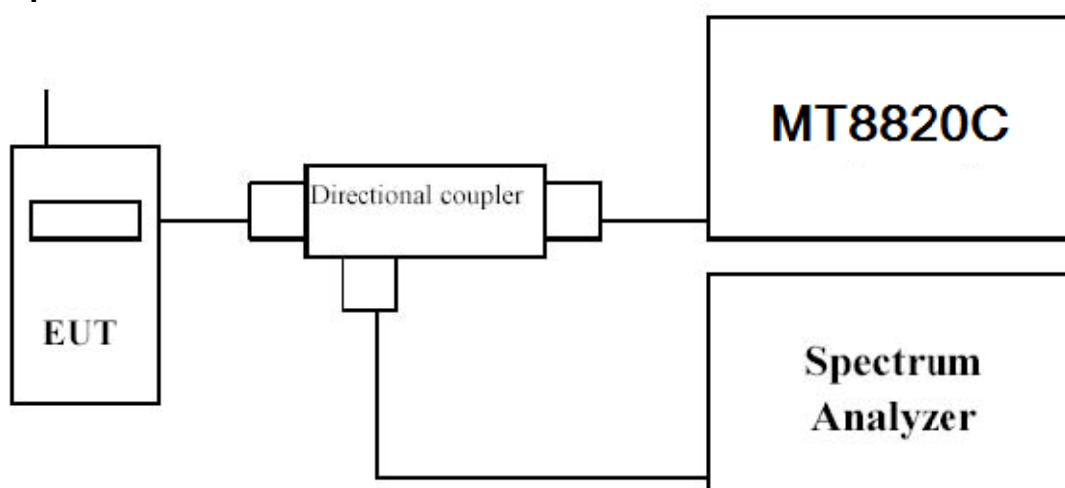 MT8820C
Directional coupler
EUT
Spectrum
Analyzer